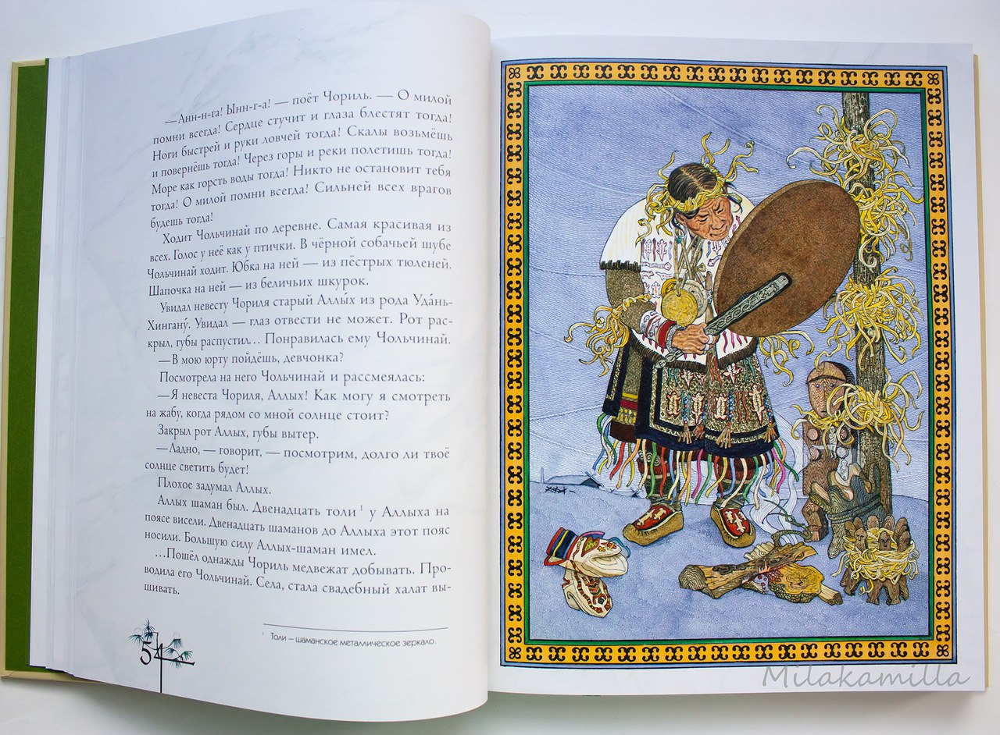 —Анн-н-га! Ынн-г-а! — поёт Чориль. — О милой
помни всегда! Сердце стучит и глаза блестят тогда!
Ноги быстрей и руки ловчей тогда! Скалы возьмёшь
и повернёшь тогда! Через горы и реки полетишь тогда!
Море как горсть воды тогда! Никто не остановит тебя
тогда! О милой помни всегда! Сильней всех врагов
будешь тогда!
Ходит Чольчинай по деревне. Самая красивая из
всех. Голос у неё как у птички. В чёрной собачьей шубе
Чольчинай ходит. Юбка на ней — из пёстрых тюленей.
Шапочка на ней — из беличьих шкурок.
Увидал невесту Чориля старый Аллы́х из рода Уда́нь-
Хингану́. Увидал — глаз отвести не может. Рот рас-
крыл, губы распустил… Понравилась ему Чольчинай.
—В мою юрту пойдёшь, девчонка?
Посмотрела на него Чольчинай и рассмеялась:
—Я невеста Чориля, Аллых! Как могу я смотреть
на жабу, когда рядом со мной солнце стоит?
Закрыл рот Аллых, губы вытер.
—Ладно, — говорит, — посмотрим, долго ли твоё
солнце светить будет!
Плохое задумал Аллых.
Аллых шаман был. Двенадцать толи¹ у Аллыха на
поясе висели. Двенадцать шаманов до Аллыха этот пояс
носили. Большую силу Аллых-шаман имел.
…Пошёл однажды Чориль медвежат добывать. Про-
водила его Чольчинай. Села, стала свадебный халат вы-
шивать.
¹ Толи – шаманское металлическое зеркало.
54
Milakamilla